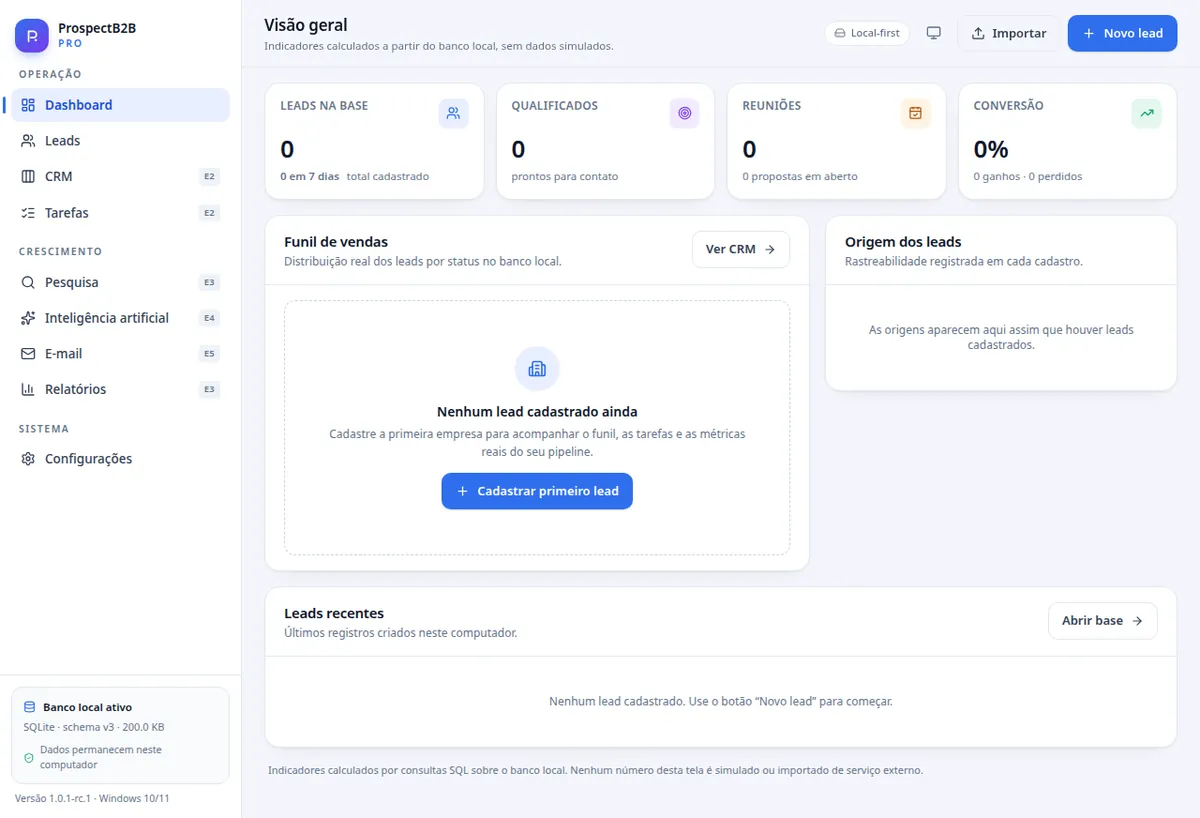 ProspectB2B
PRO
OPERAÇÃO
Dashboard
Leads
CRM E2
Tarefas E2
CRESCIMENTO
Pesquisa E3
Inteligência artificial E4
E-mail E5
Relatórios E3
SISTEMA
Configurações
Banco local ativo
SQLite · schema v3 · 200.0 KB
Dados permanecem neste
computador
Versão 1.0.1-rc.1 · Windows 10/11
Visão geral
Indicadores calculados a partir do banco local, sem dados simulados.
Local-first
Importar
Novo lead
LEADS NA BASE
0
0 em 7 dias total cadastrado
QUALIFICADOS
0
prontos para contato
REUNIÕES
0
0 propostas em aberto
CONVERSÃO
0%
0 ganhos · 0 perdidos
Funil de vendas
Distribuição real dos leads por status no banco local.
Ver CRM
Nenhum lead cadastrado ainda
Cadastre a primeira empresa para acompanhar o funil, as tarefas e as métricas
reais do seu pipeline.
Cadastrar primeiro lead
Origem dos leads
Rastreabilidade registrada em cada cadastro.
As origens aparecem aqui assim que houver leads
cadastrados.
Leads recentes
Últimos registros criados neste computador.
Abrir base
Nenhum lead cadastrado. Use o botão “Novo lead” para começar.
Indicadores calculados por consultas SQL sobre o banco local. Nenhum número desta tela é simulado ou importado de serviço externo.